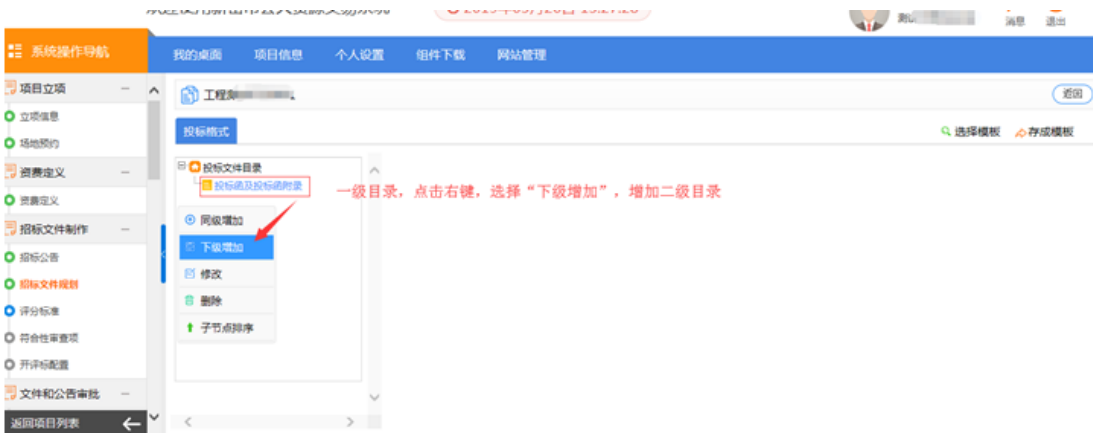 消息
退出
系统操作导航
我的桌面 项目信息 个人设置 组件下载 网站管理
项目立项
立项信息
场地预约
资费定义
资费定义
招标文件制作
招标公告
招标文件规划
评分标准
符合性审查项
开评标配置
文件和公告审批
返回项目列表
返回
投标格式
选择模板 存成模板
投标文件目录
投标函及投标函附录
一级目录，点击右键，选择“下级增加”，增加二级目录
同级增加
下级增加
修改
删除
子节点排序